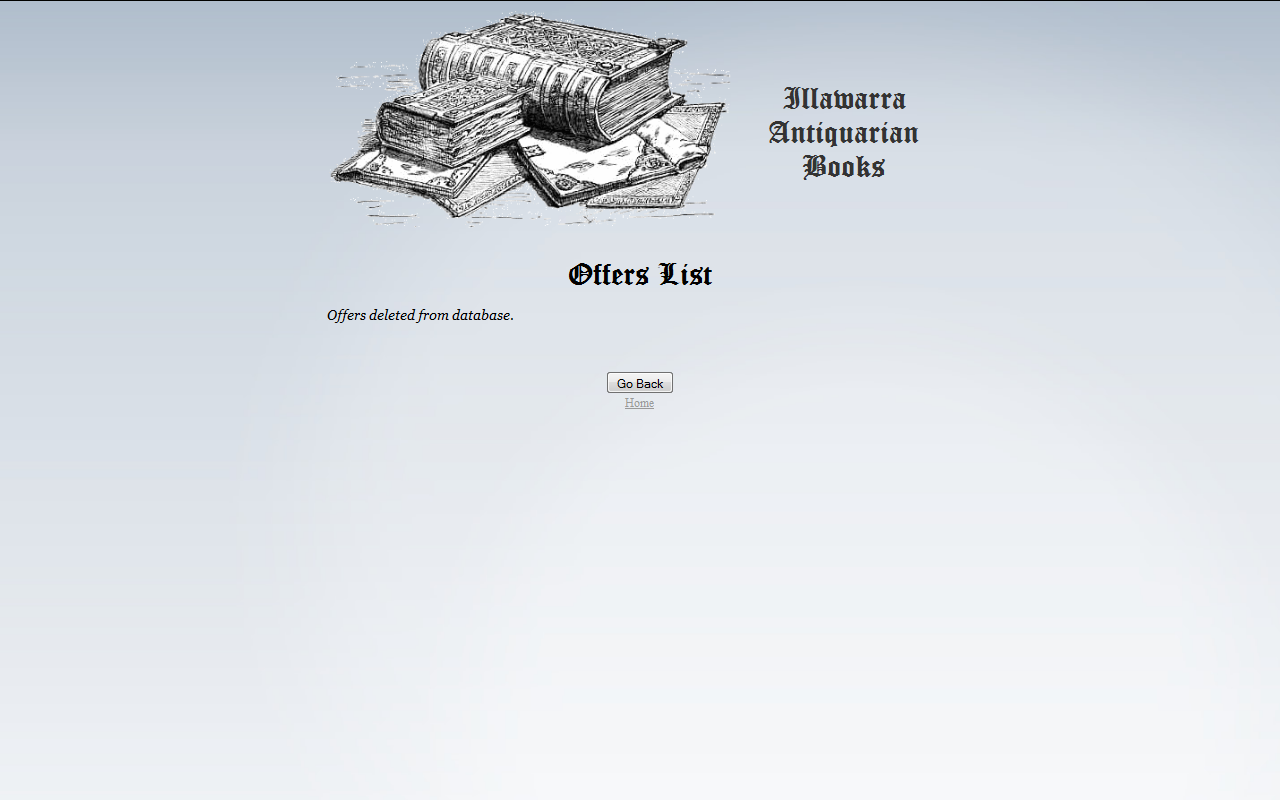 Illawarra
Antiquarian
Books
Offers List
Offers deleted from database.
Go Back
Home